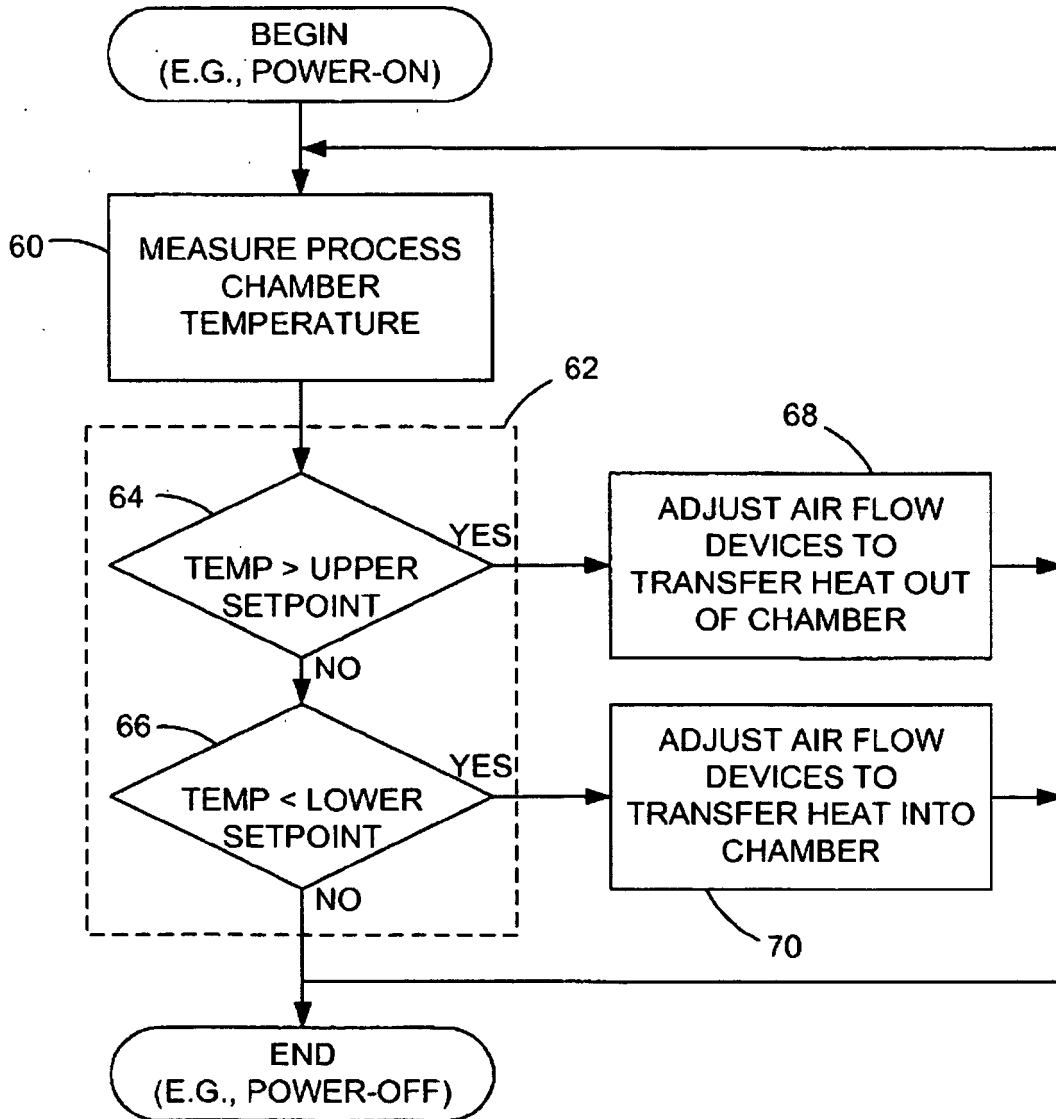 BEGIN
(E.G., POWER-ON)
60
MEASURE PROCESS
CHAMBER
TEMPERATURE
62
64
TEMP > UPPER
SETPOINT
YES
NO
68
ADJUST AIR FLOW
DEVICES TO
TRANSFER HEAT OUT
OF CHAMBER
66
TEMP < LOWER
SETPOINT
YES
NO
ADJUST AIR FLOW
DEVICES TO
TRANSFER HEAT INTO
CHAMBER
70
END
(E.G., POWER-OFF)